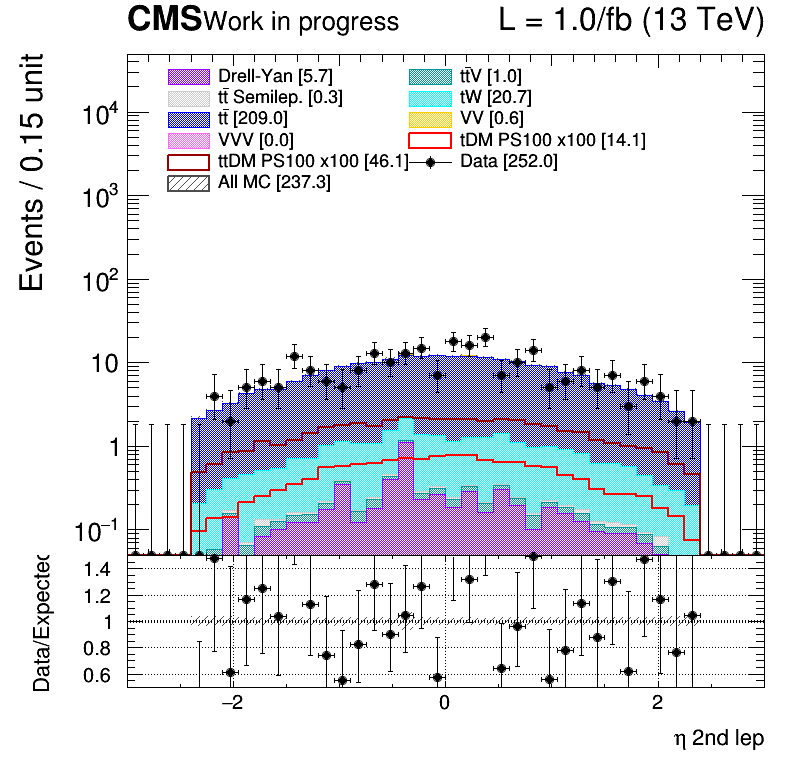 CMS Work in progress L = 1.0/fb (13 TeV)
Events / 0.15 unit
Drell-Yan [5.7] tt̄V [1.0]
tt̄ Semilep. [0.3] tW [20.7]
tt̄ [209.0] VV [0.6]
VVV [0.0] tDM PS100 x100 [14.1]
ttDM PS100 x100 [46.1] Data [252.0]
All MC [237.3]
10⁴
10³
10²
10
1
10⁻¹
Data/Expected
1.4
1.2
1
0.8
0.6
−2 0 2
η 2nd lep